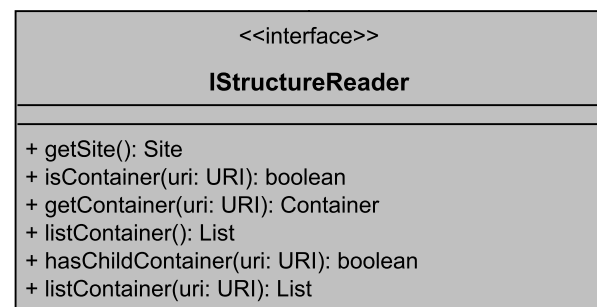 <<interface>>
IStructureReader
+ getSite(): Site
+ isContainer(uri: URI): boolean
+ getContainer(uri: URI): Container
+ listContainer(): List
+ hasChildContainer(uri: URI): boolean
+ listContainer(uri: URI): List